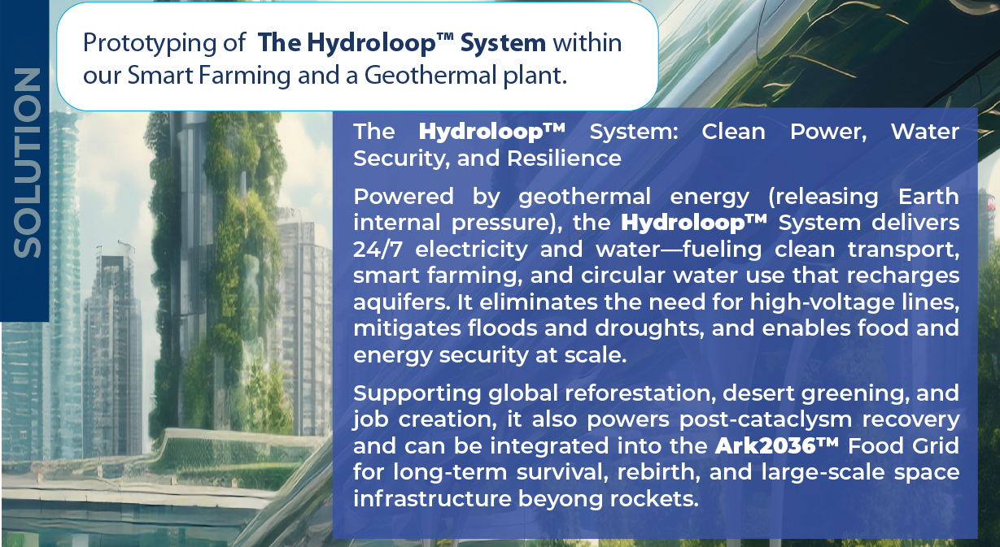 SOLUTION
Prototyping of The Hydroloop™ System within
our Smart Farming and a Geothermal plant.
The Hydroloop™ System: Clean Power, Water
Security, and Resilience
Powered by geothermal energy (releasing Earth
internal pressure), the Hydroloop™ System delivers
24/7 electricity and water—fueling clean transport,
smart farming, and circular water use that recharges
aquifers. It eliminates the need for high-voltage lines,
mitigates floods and droughts, and enables food and
energy security at scale.
Supporting global reforestation, desert greening, and
job creation, it also powers post-cataclysm recovery
and can be integrated into the Ark2036™ Food Grid
for long-term survival, rebirth, and large-scale space
infrastructure beyong rockets.